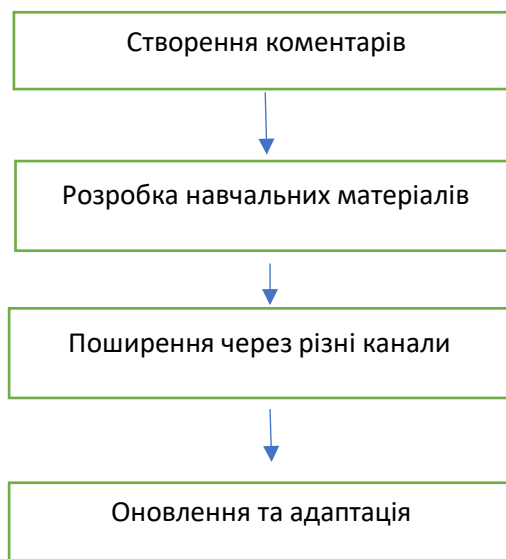 Створення коментарів
Розробка навчальних матеріалів
Поширення через різні канали
Оновлення та адаптація